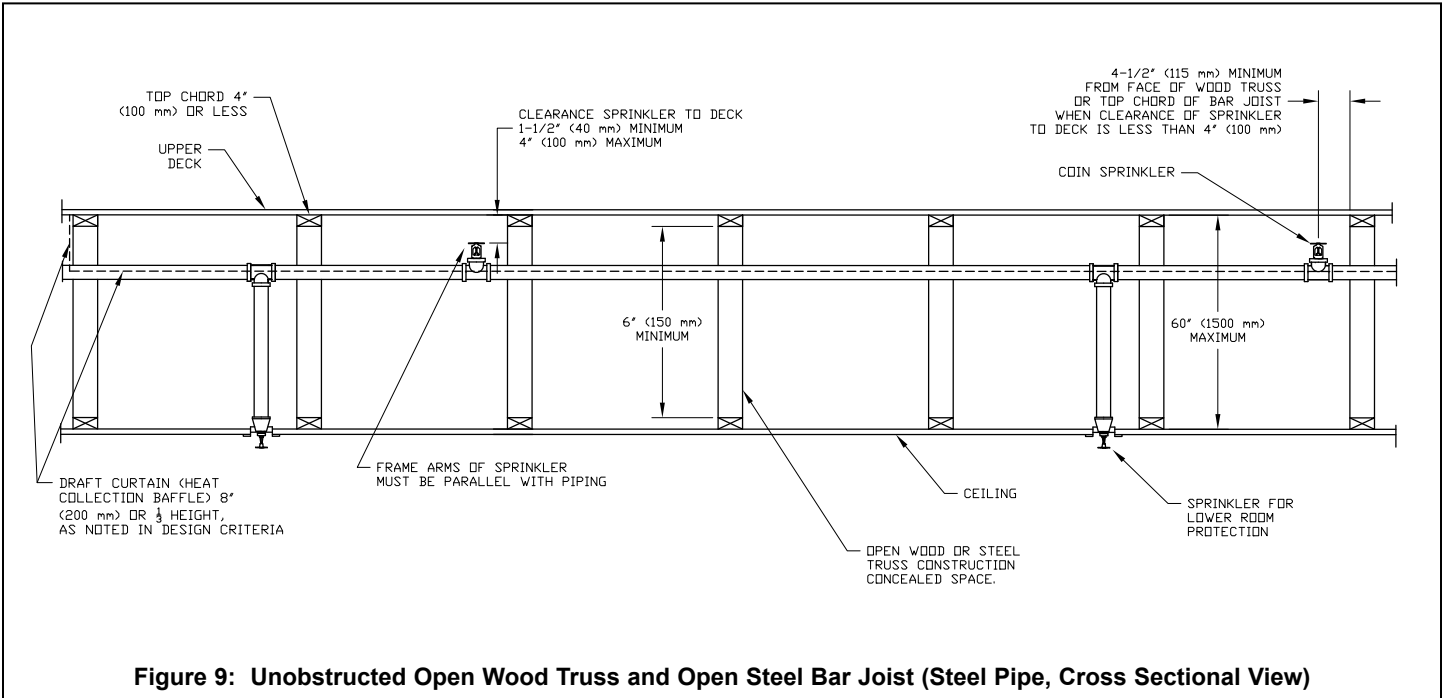 TOP CHORD 4"
(100 mm) OR LESS
UPPER
DECK
CLEARANCE SPRINKLER TO DECK
1-1/2" (40 mm) MINIMUM
4" (100 mm) MAXIMUM
4-1/2" (115 mm) MINIMUM
FROM FACE OF WOOD TRUSS
OR TOP CHORD OF BAR JOIST
WHEN CLEARANCE OF SPRINKLER
TO DECK IS LESS THAN 4" (100 mm)
COIN SPRINKLER
6" (150 mm)
MINIMUM
60" (1500 mm)
MAXIMUM
DRAFT CURTAIN (HEAT
COLLECTION BAFFLE) 8"
(200 mm) OR 1/3 HEIGHT,
AS NOTED IN DESIGN CRITERIA
FRAME ARMS OF SPRINKLER
MUST BE PARALLEL WITH PIPING
CEILING
SPRINKLER FOR
LOWER ROOM
PROTECTION
OPEN WOOD OR STEEL
TRUSS CONSTRUCTION
CONCEALED SPACE.
Figure 9: Unobstructed Open Wood Truss and Open Steel Bar Joist (Steel Pipe, Cross Sectional View)